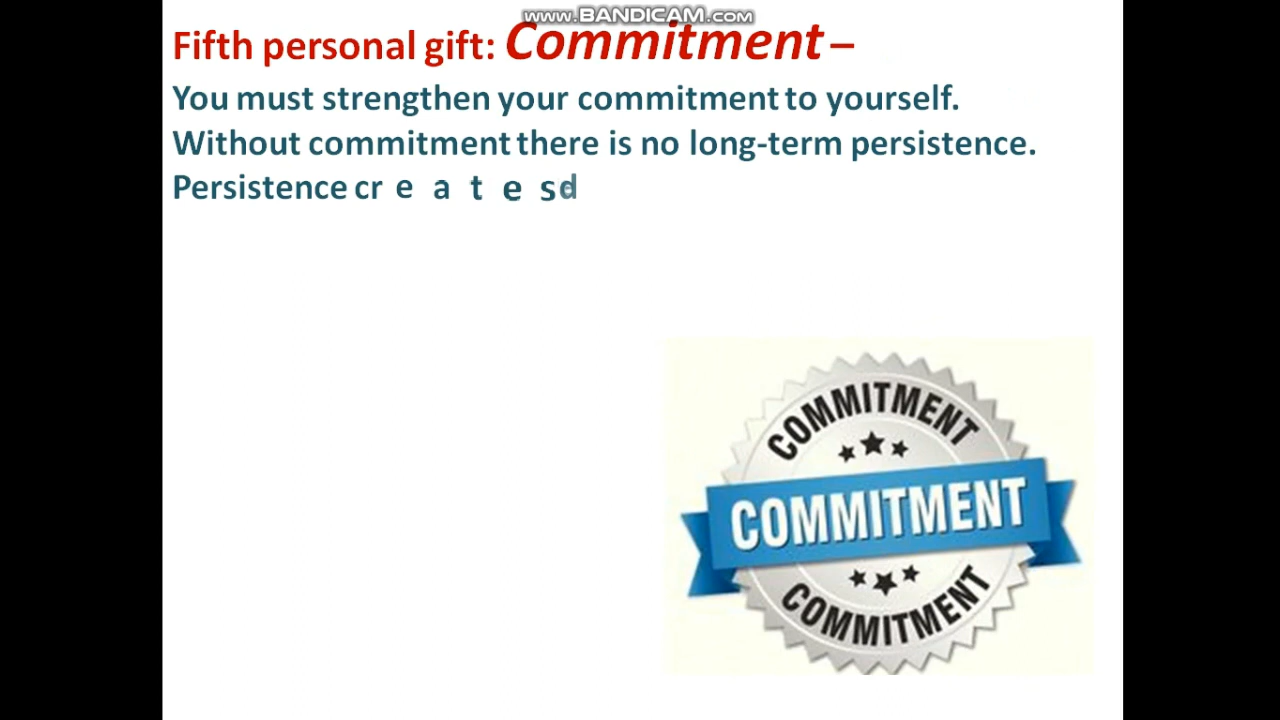 www.BANDICAM.com
Fifth personal gift: Commitment –
You must strengthen your commitment to yourself.
Without commitment there is no long-term persistence.
Persistence creates d
COMMITMENT
COMMITMENT
COMMITMENT